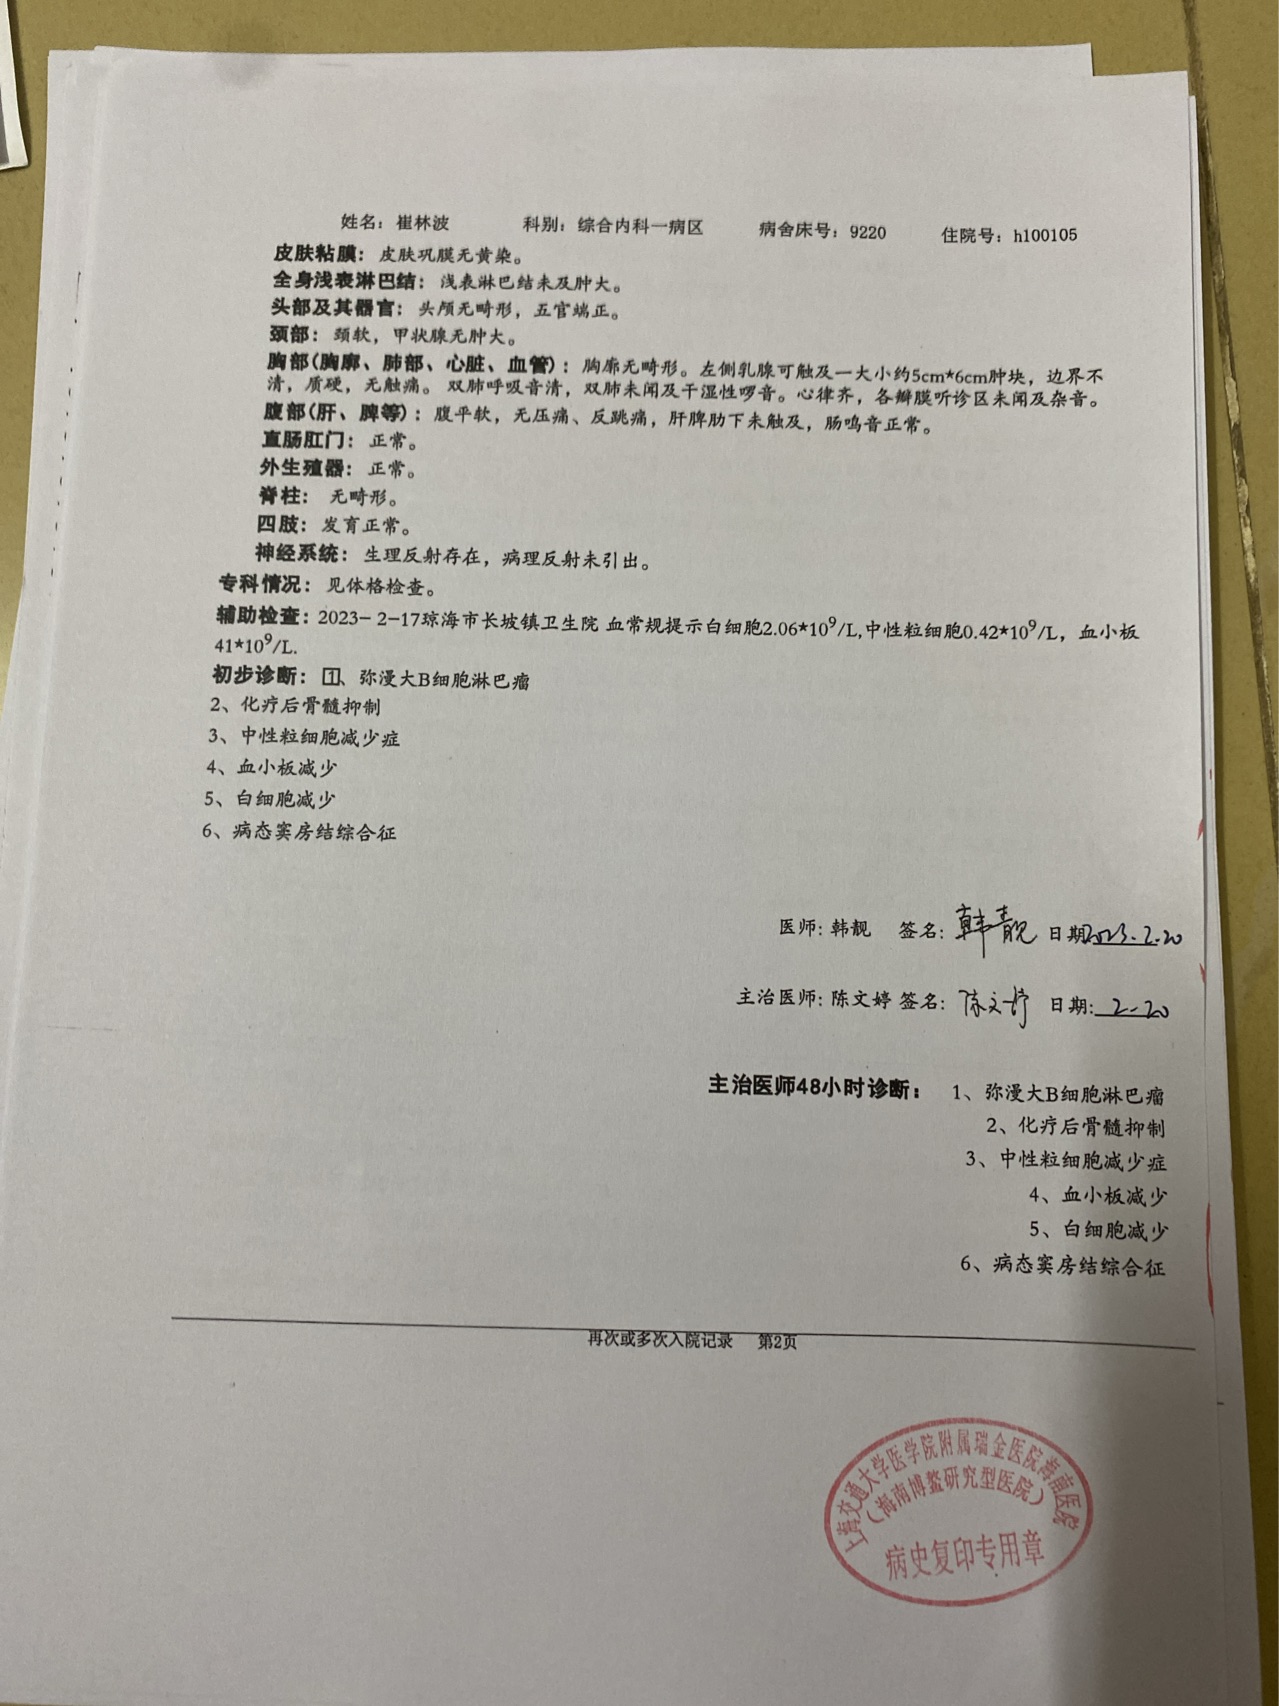 姓名：崔林波 科别：综合内科一病区 病舍床号：9220 住院号：h100105
皮肤粘膜：皮肤巩膜无黄染。
全身浅表淋巴结：浅表淋巴结未及肿大。
头部及其器官：头颅无畸形，五官端正。
颈部：颈软，甲状腺无肿大。
胸部(胸廓、肺部、心脏、血管)：胸廓无畸形。左侧乳腺可触及一大小约5cm*6cm肿块，边界不
清，质硬，无触痛。 双肺呼吸音清，双肺未闻及干湿性啰音。心律齐，各瓣膜听诊区未闻及杂音。
腹部(肝、脾等)：腹平软，无压痛、反跳痛，肝脾肋下未触及，肠鸣音正常。
直肠肛门：正常。
外生殖器：正常。
脊柱： 无畸形。
四肢：发育正常。
神经系统：生理反射存在，病理反射未引出。
专科情况：见体格检查。
辅助检查：2023-2-17琼海市长坡镇卫生院 血常规提示白细胞2.06*10⁹/L,中性粒细胞0.42*10⁹/L，血小板
41*10⁹/L.
初步诊断：1、弥漫大B细胞淋巴瘤
2、化疗后骨髓抑制
3、中性粒细胞减少症
4、血小板减少
5、白细胞减少
6、病态窦房结综合征
医师：韩靓 签名：韩靓 日期2023.2.20
主治医师：陈文婷 签名：陈文婷 日期：2-20
主治医师48小时诊断： 1、弥漫大B细胞淋巴瘤
2、化疗后骨髓抑制
3、中性粒细胞减少症
4、血小板减少
5、白细胞减少
6、病态窦房结综合征
再次或多次入院记录 第2页
上海交通大学医学院附属瑞金医院海南医院
（海南博鳌研究型医院）
病史复印专用章